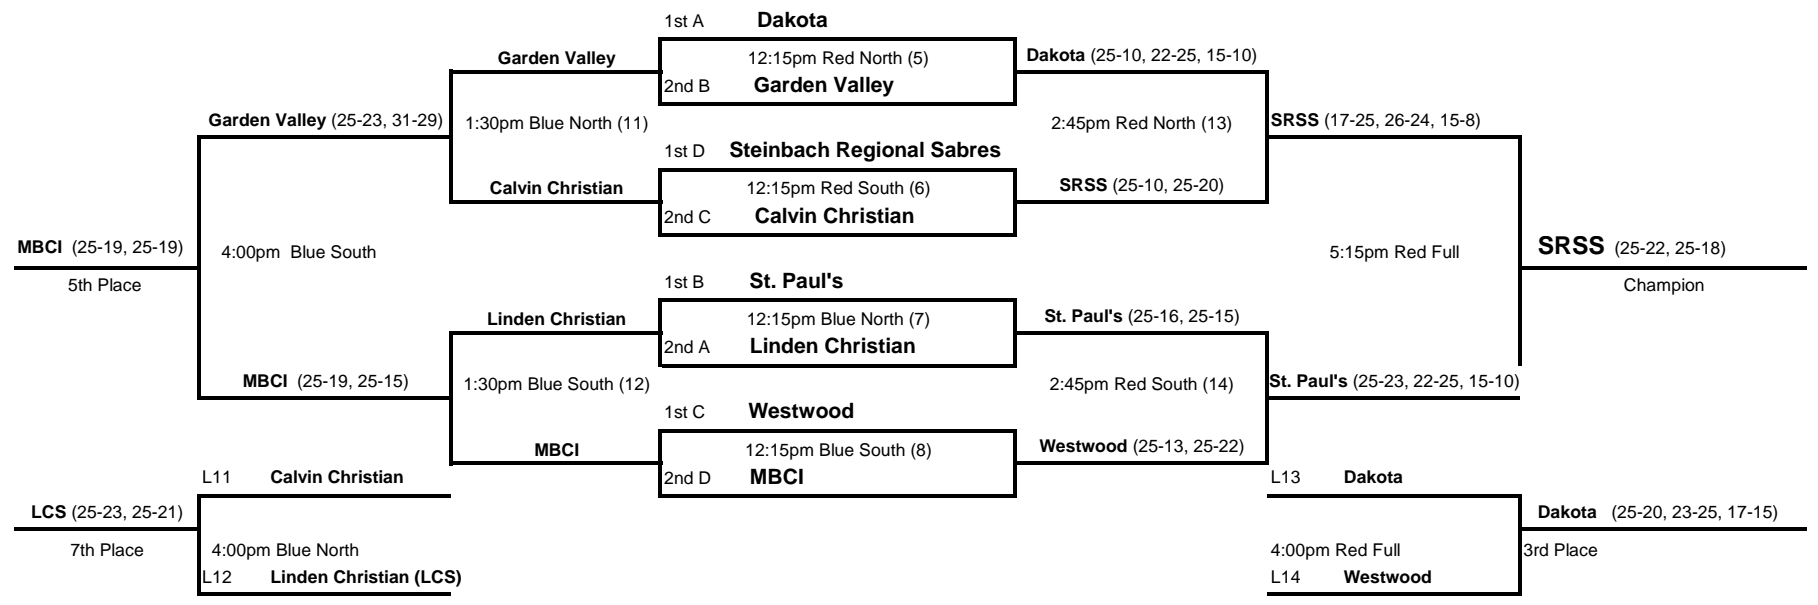 1st A Dakota
Garden Valley 12:15pm Red North (5) Dakota (25-10, 22-25, 15-10)
2nd B Garden Valley
Garden Valley (25-23, 31-29) 1:30pm Blue North (11) 2:45pm Red North (13) SRSS (17-25, 26-24, 15-8)
1st D Steinbach Regional Sabres
Calvin Christian 12:15pm Red South (6) SRSS (25-10, 25-20)
2nd C Calvin Christian
MBCI (25-19, 25-19) 4:00pm Blue South 5:15pm Red Full SRSS (25-22, 25-18)
5th Place 1st B St. Paul's Champion
Linden Christian 12:15pm Blue North (7) St. Paul's (25-16, 25-15)
2nd A Linden Christian
MBCI (25-19, 25-15) 1:30pm Blue South (12) 2:45pm Red South (14) St. Paul's (25-23, 22-25, 15-10)
1st C Westwood
MBCI 12:15pm Blue South (8) Westwood (25-13, 25-22)
L11 Calvin Christian 2nd D MBCI L13 Dakota
LCS (25-23, 25-21) Dakota (25-20, 23-25, 17-15)
7th Place 4:00pm Blue North 4:00pm Red Full 3rd Place
L12 Linden Christian (LCS) L14 Westwood